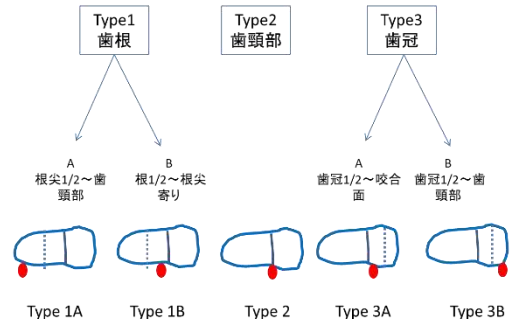 Type1
歯根
Type2
歯頸部
Type3
歯冠
A
根尖1/2～歯
頸部
B
根1/2～根尖
寄り
A
歯冠1/2～咬合
面
B
歯冠1/2～歯
頸部
Type 1A
Type 1B
Type 2
Type 3A
Type 3B